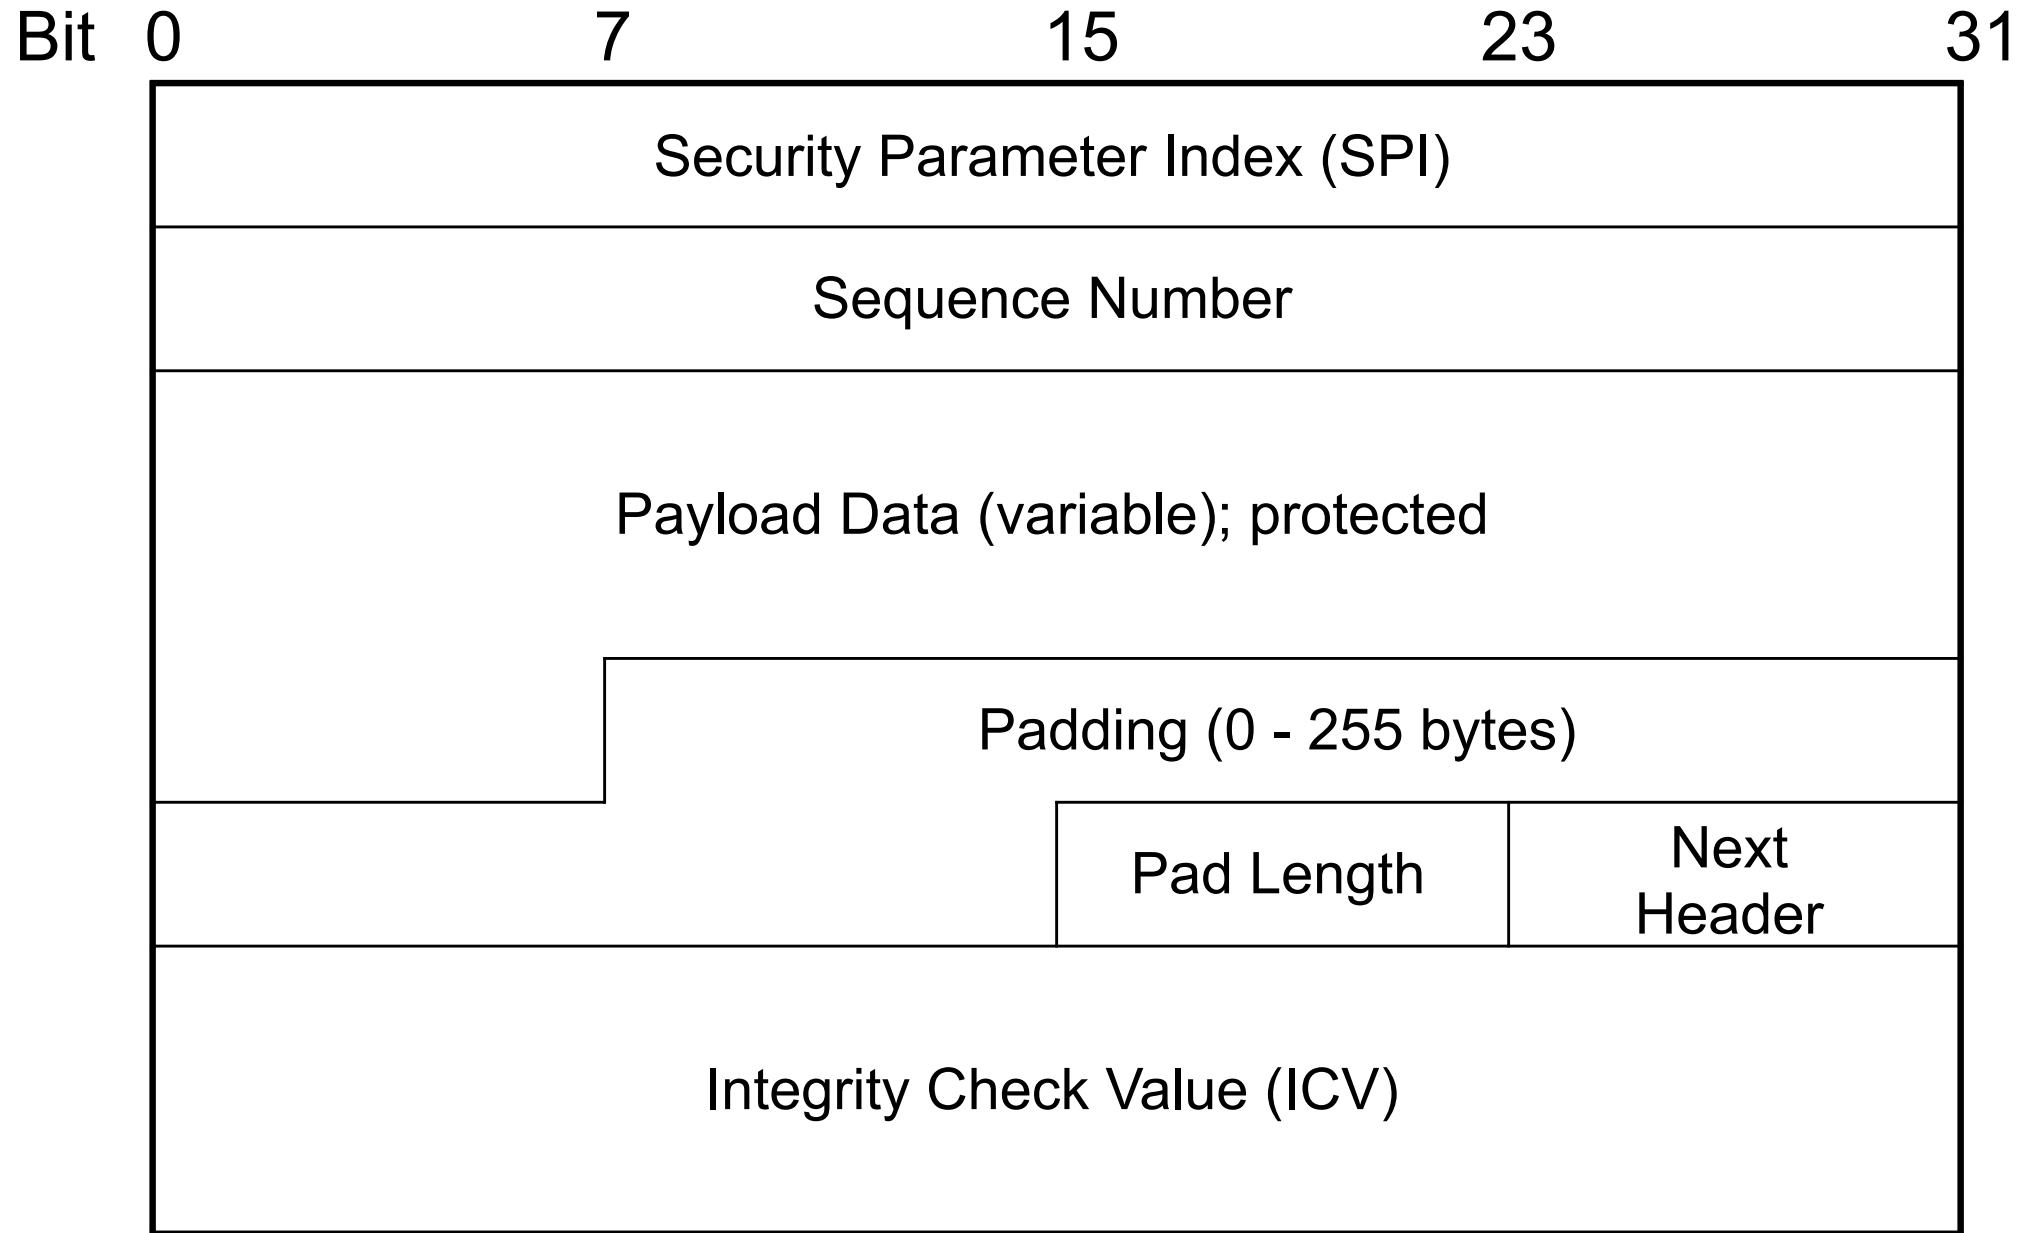 Bit 0 7 15 23 31
Security Parameter Index (SPI)
Sequence Number
Payload Data (variable); protected
Padding (0 - 255 bytes)
Pad Length
Next
Header
Integrity Check Value (ICV)